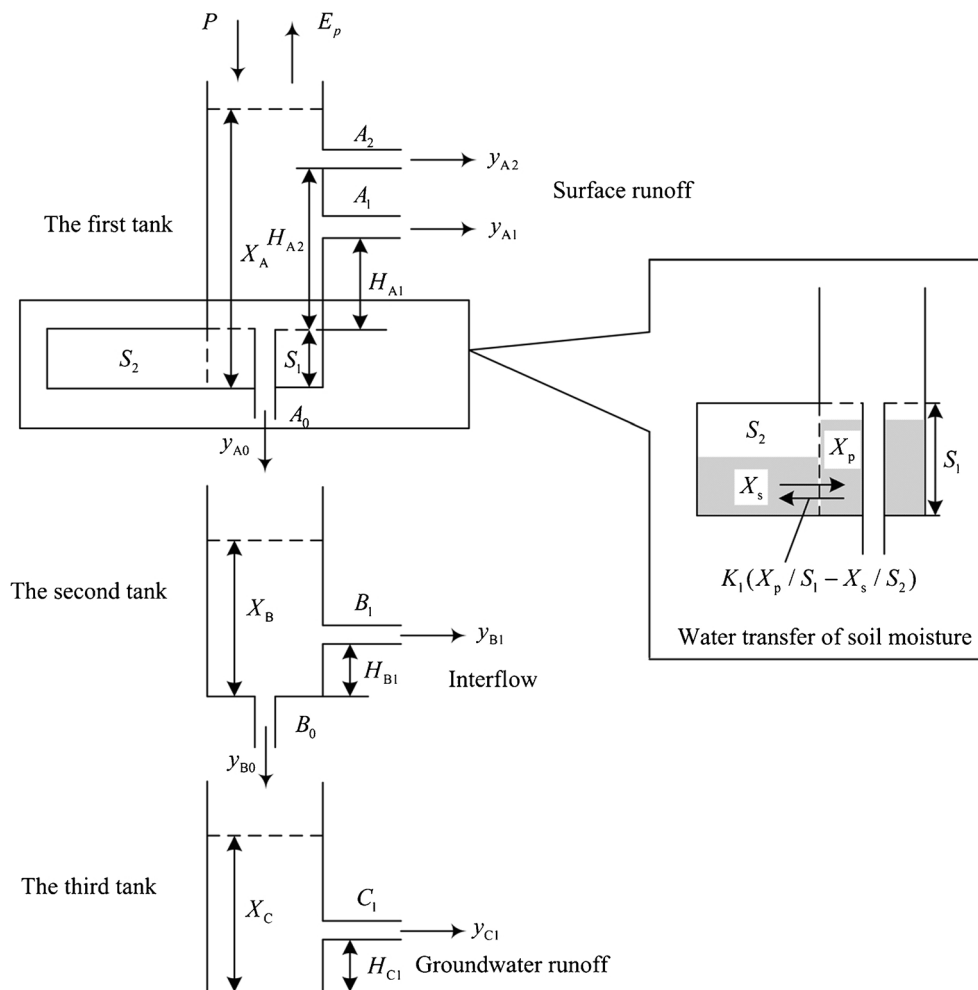 P
E_p
A_2
y_A2
Surface runoff
A_1
y_A1
The first tank
X_A
H_A2
H_A1
S_2
S_1
A_0
y_A0
S_2
X_p
S_1
X_s
K_1(X_p / S_1 − X_s / S_2)
Water transfer of soil moisture
The second tank
X_B
B_1
y_B1
H_B1
Interflow
B_0
y_B0
The third tank
X_C
C_1
y_C1
H_C1
Groundwater runoff